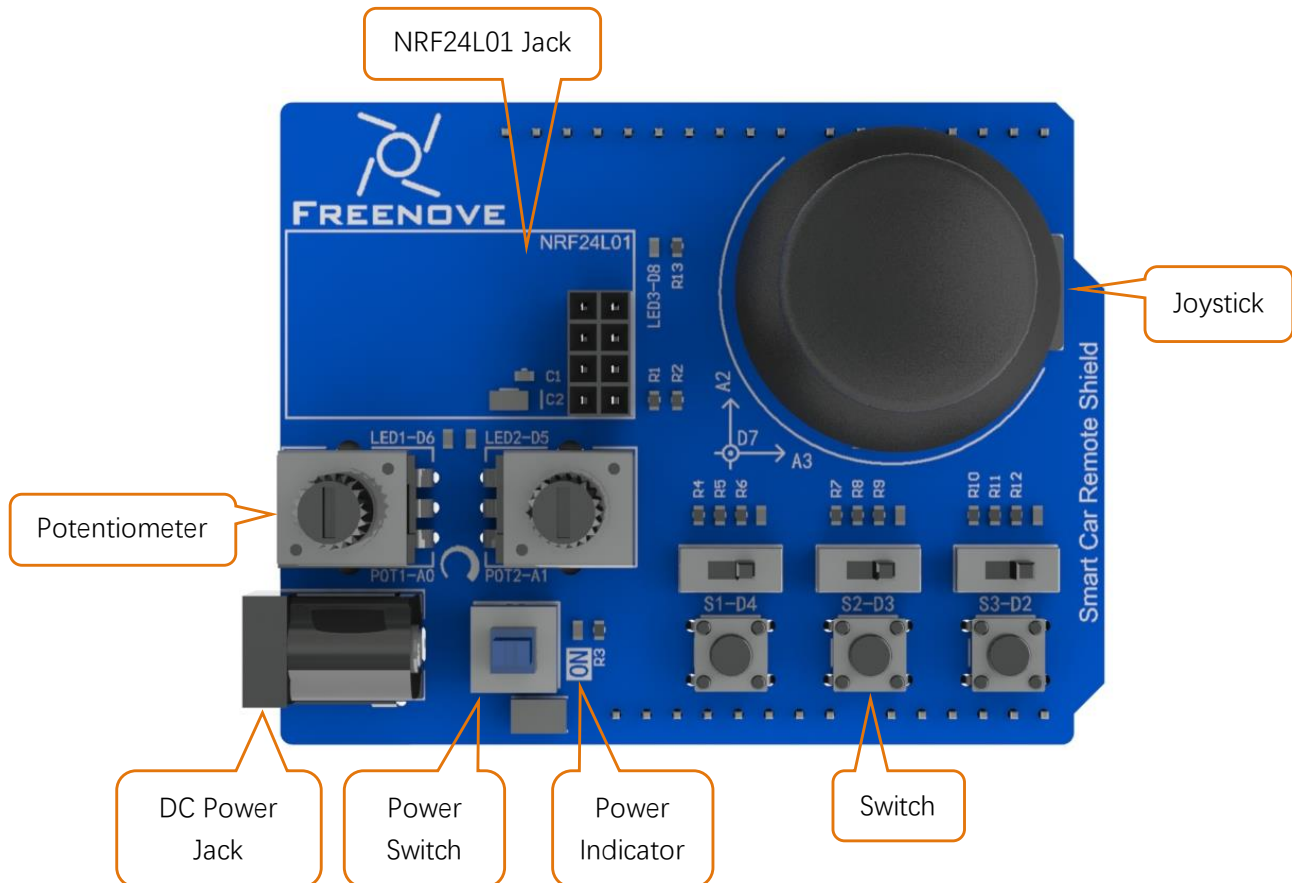 NRF24L01 Jack
FREENOVE
NRF24L01
LED3-D8
R13
C1
C2
R1
R2
Joystick
A2
D7
A3
Smart Car Remote Shield
LED1-D6
LED2-D5
Potentiometer
POT1-A0
POT2-A1
R4
R5
R6
R7
R8
R9
R10
R11
R12
S1-D4
S2-D3
S3-D2
ON
R3
DC Power
Jack
Power
Switch
Power
Indicator
Switch